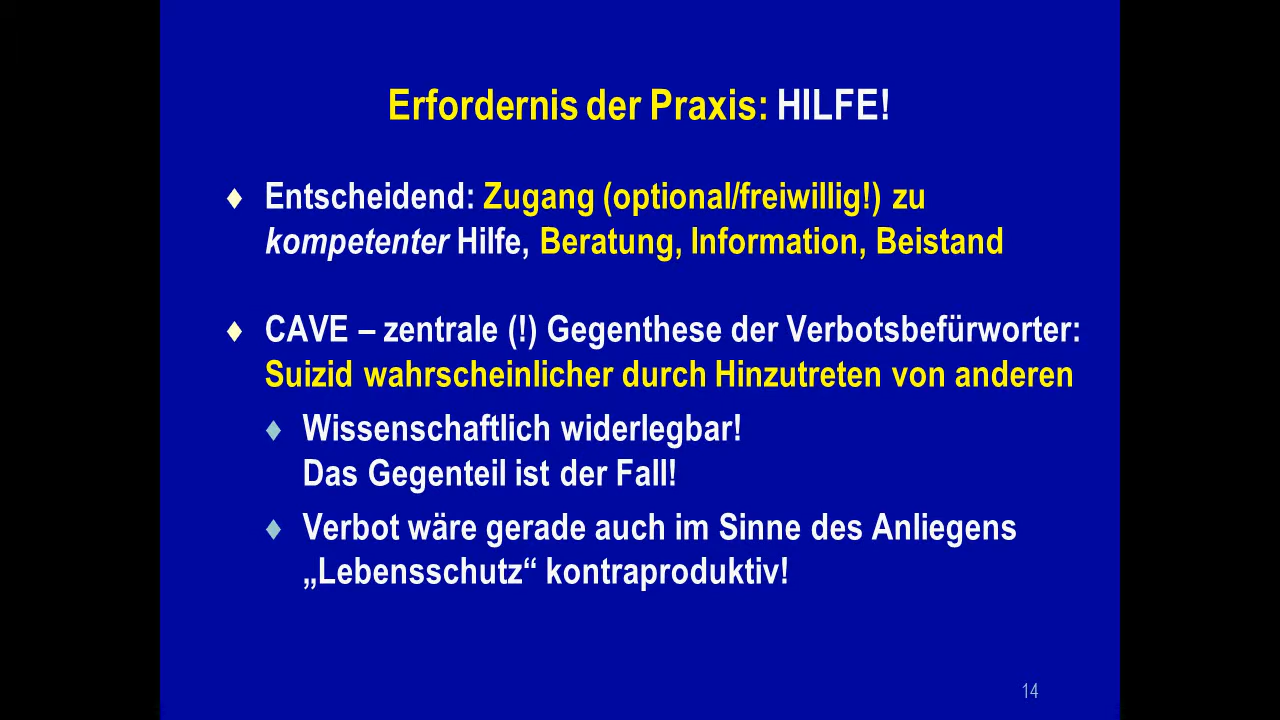 Erfordernis der Praxis: HILFE!
♦ Entscheidend: Zugang (optional/freiwillig!) zu
kompetenter Hilfe, Beratung, Information, Beistand
♦ CAVE – zentrale (!) Gegenthese der Verbotsbefürworter:
Suizid wahrscheinlicher durch Hinzutreten von anderen
♦ Wissenschaftlich widerlegbar!
Das Gegenteil ist der Fall!
♦ Verbot wäre gerade auch im Sinne des Anliegens
„Lebensschutz“ kontraproduktiv!
14